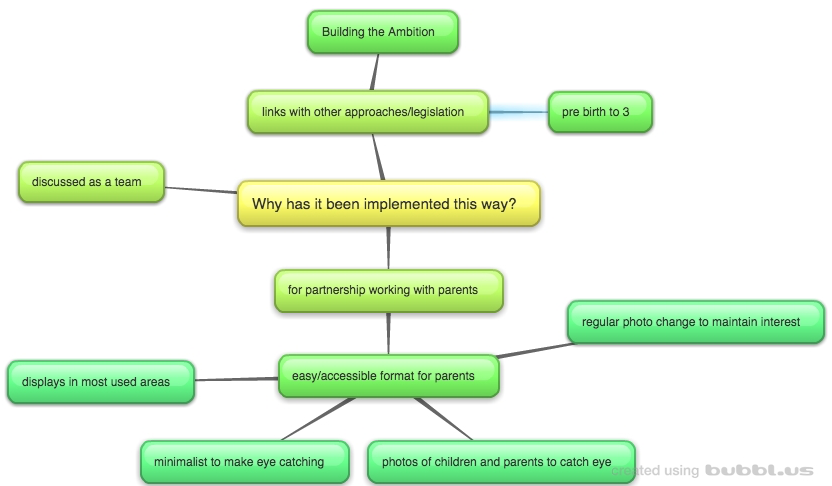 Building the Ambition
links with other approaches/legislation
pre birth to 3
discussed as a team
Why has it been implemented this way?
for partnership working with parents
regular photo change to maintain interest
easy/accessible format for parents
displays in most used areas
minimalist to make eye catching
photos of children and parents to catch eye
created using bubbl.us